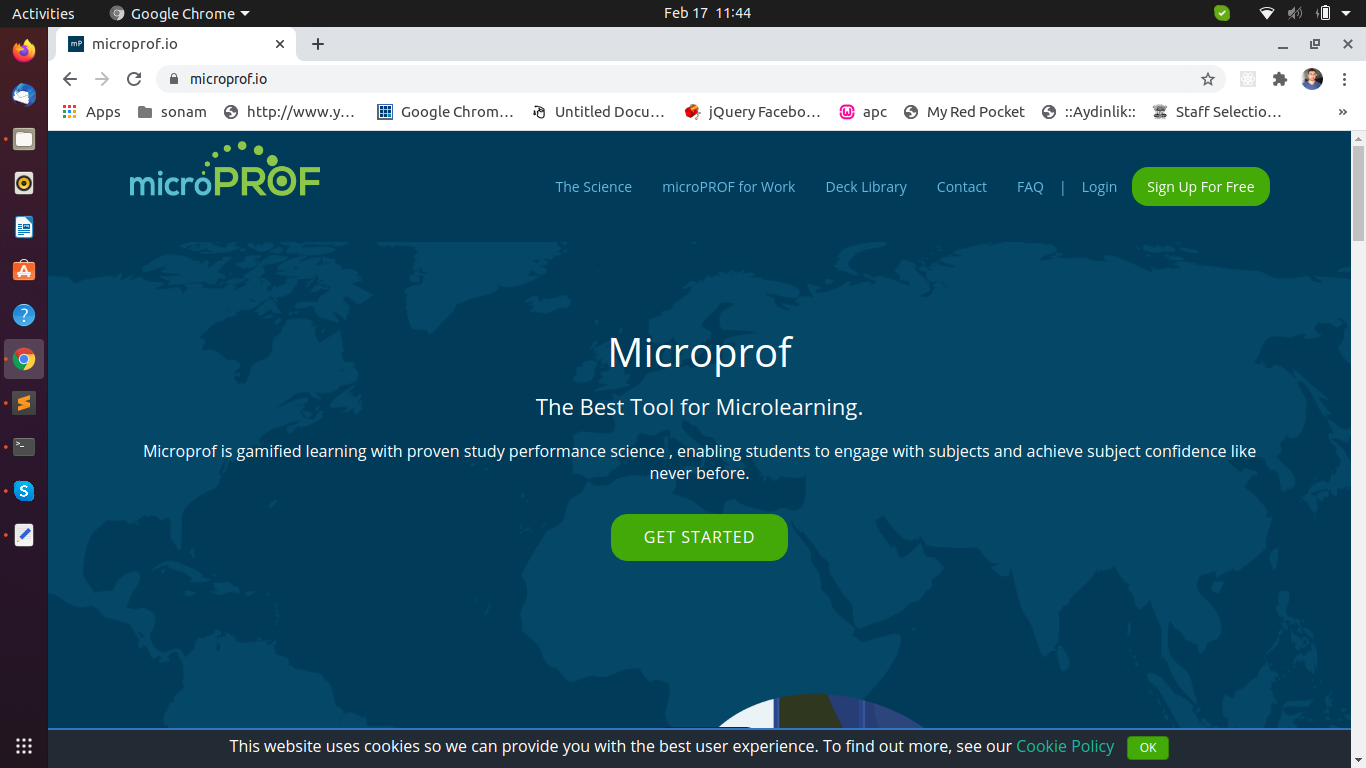 Activities
Google Chrome
Feb 17 11:44
mP
microprof.io
microprof.io
Apps
sonam
http://www.y...
Google Chrom...
Untitled Docu...
jQuery Facebo...
apc
My Red Pocket
::Aydinlik::
Staff Selectio...
»
microPROF
The Science
microPROF for Work
Deck Library
Contact
FAQ
|
Login
Sign Up For Free
Microprof
The Best Tool for Microlearning.
Microprof is gamified learning with proven study performance science , enabling students to engage with subjects and achieve subject confidence like
never before.
GET STARTED
This website uses cookies so we can provide you with the best user experience. To find out more, see our Cookie Policy
OK